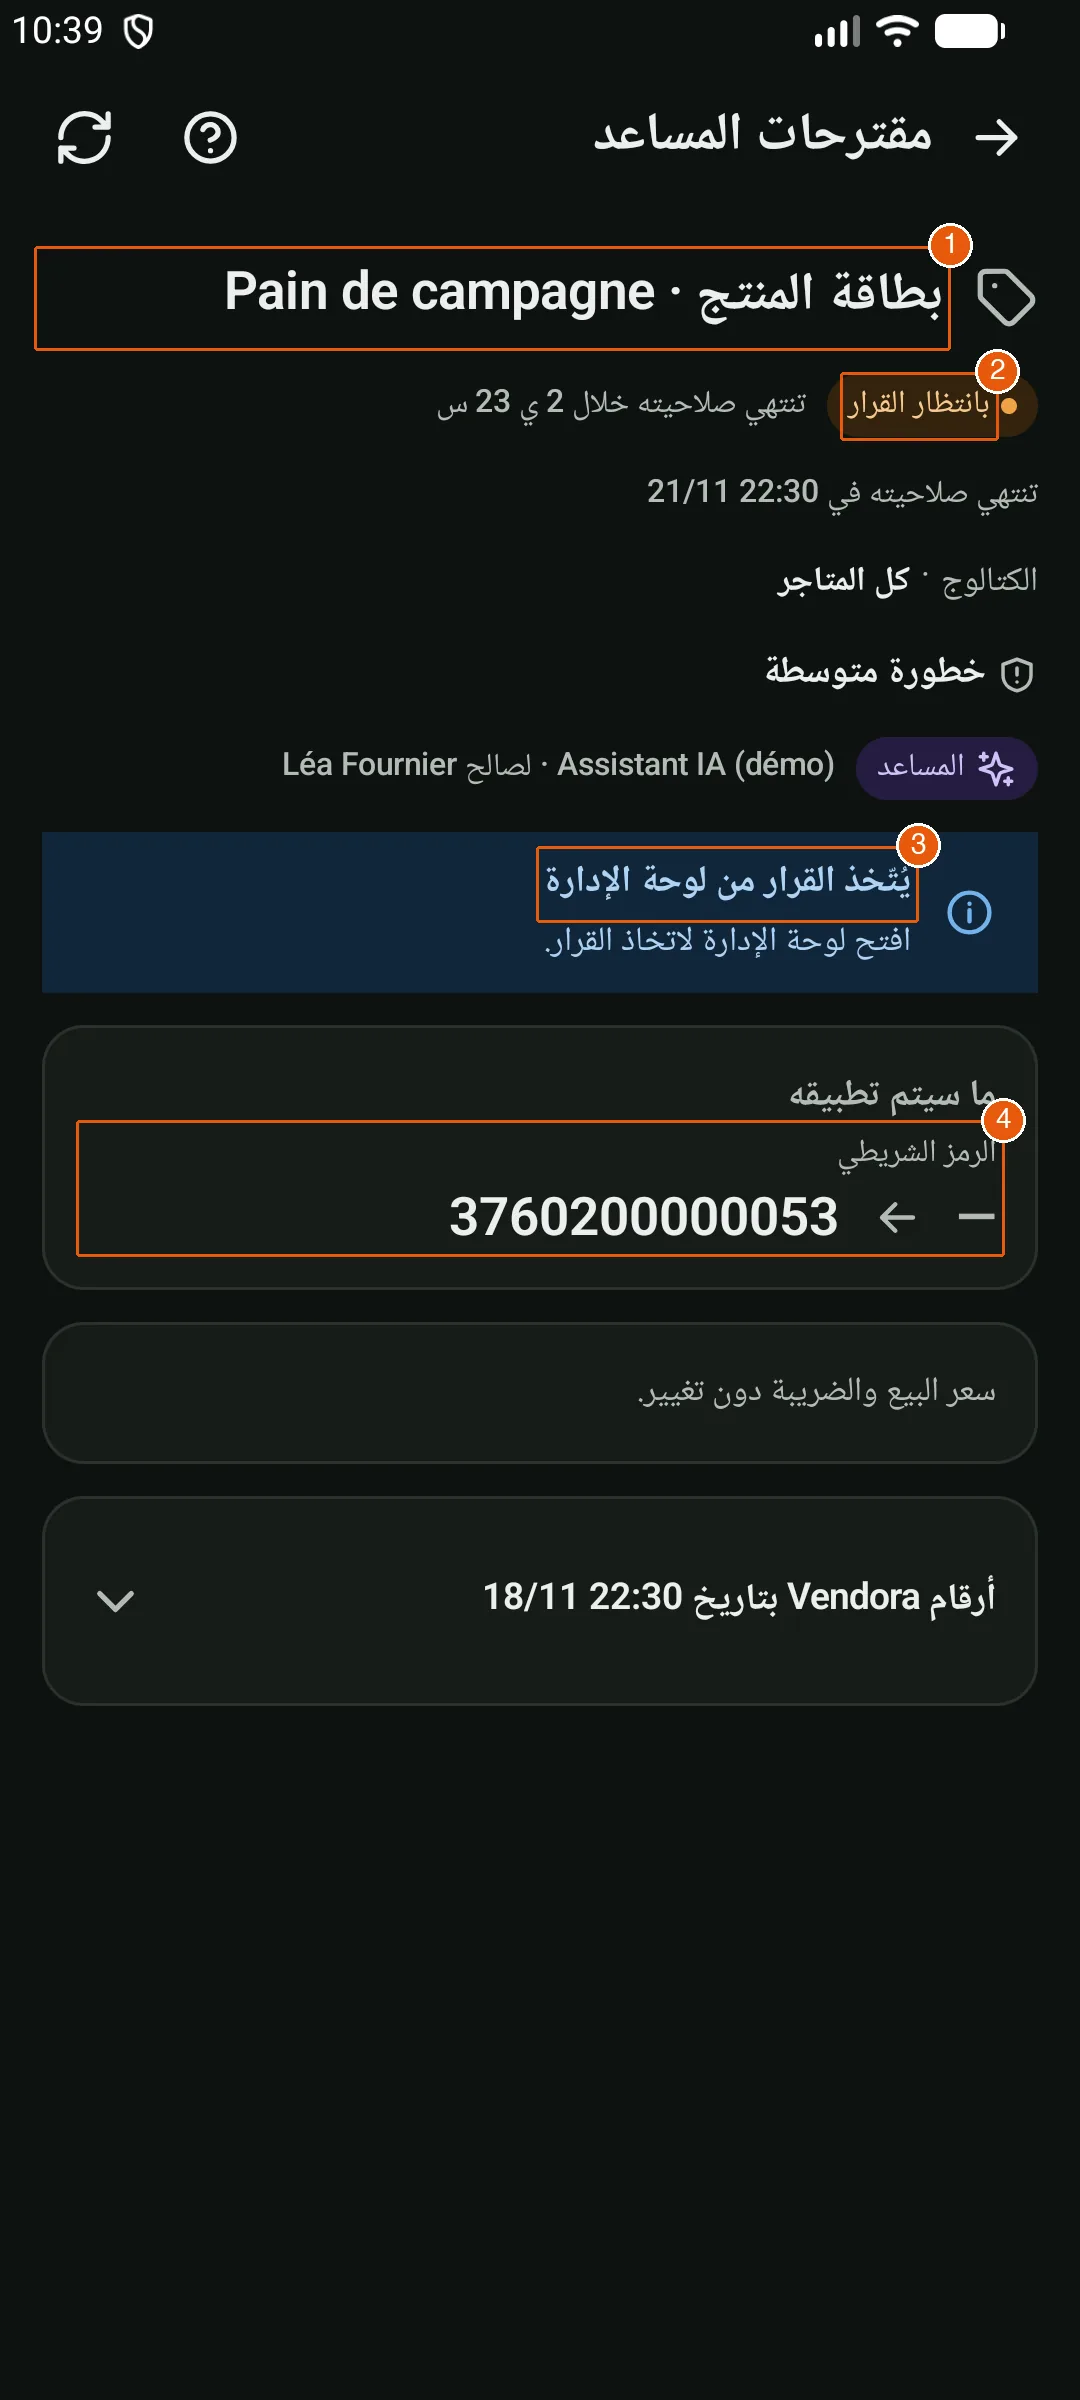 10:39
مقترحات المساعد
1
بطاقة المنتج · Pain de campagne
2
بانتظار القرار
تنتهي صلاحيته خلال 2 ي 23 س
تنتهي صلاحيته في 21/11 22:30
الكتالوج · كل المتاجر
خطورة متوسطة
المساعد
Assistant IA (démo) · لصالح Léa Fournier
3
يُتّخذ القرار من لوحة الإدارة
افتح لوحة الإدارة لاتخاذ القرار.
ما سيتم تطبيقه
4
الرمز الشريطي
— ← 3760200000053
سعر البيع والضريبة دون تغيير.
أرقام Vendora بتاريخ 18/11 22:30